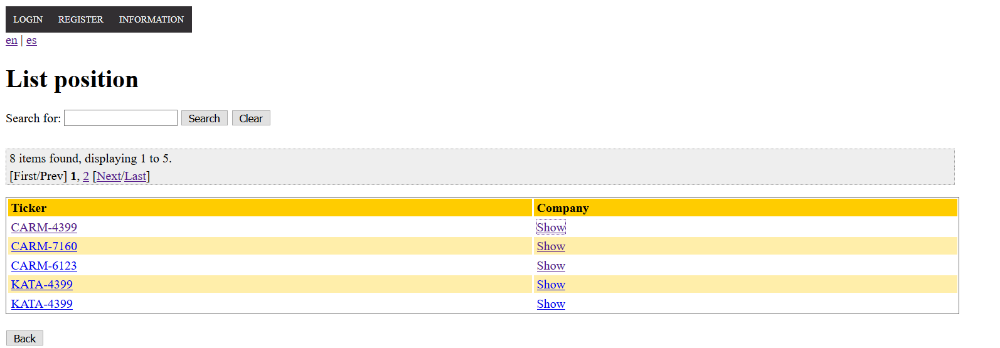 LOGIN REGISTER INFORMATION
en | es
List position
Search for: Search Clear
8 items found, displaying 1 to 5.
[First/Prev] 1, 2 [Next/Last]
Ticker Company
CARM-4399 Show
CARM-7160 Show
CARM-6123 Show
KATA-4399 Show
KATA-4399 Show
Back